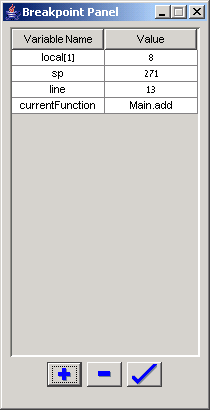 Breakpoint Panel
Variable Name Value
local[1] 8
sp 271
line 13
currentFunction Main.add